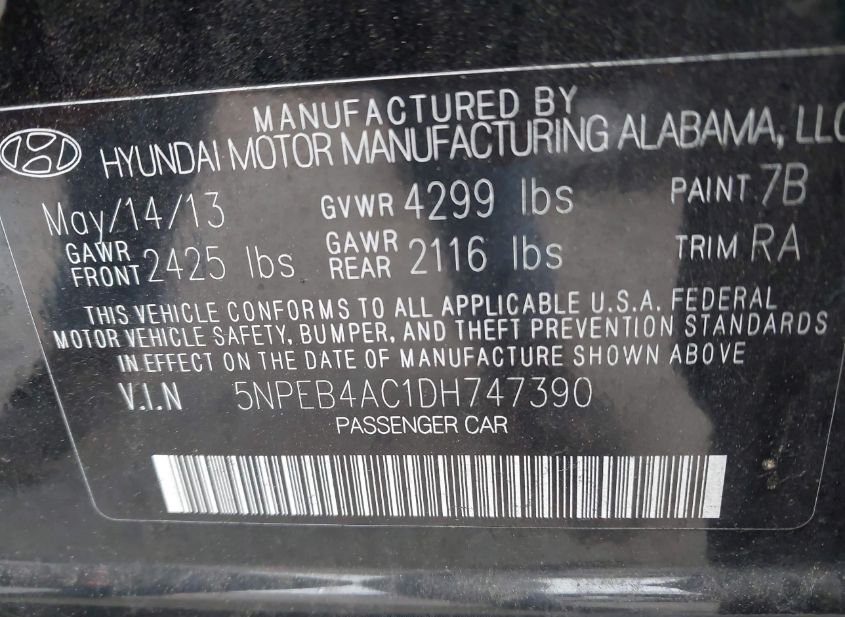 MANUFACTURED BY
HYUNDAI MOTOR MANUFACTURING ALABAMA, LLC
May/14/13 GVWR 4299 lbs PAINT 7B
GAWR FRONT 2425 lbs GAWR REAR 2116 lbs TRIM RA
THIS VEHICLE CONFORMS TO ALL APPLICABLE U.S.A. FEDERAL
MOTOR VEHICLE SAFETY, BUMPER, AND THEFT PREVENTION STANDARDS
IN EFFECT ON THE DATE OF MANUFACTURE SHOWN ABOVE
V.I.N 5NPEB4AC1DH747390
PASSENGER CAR